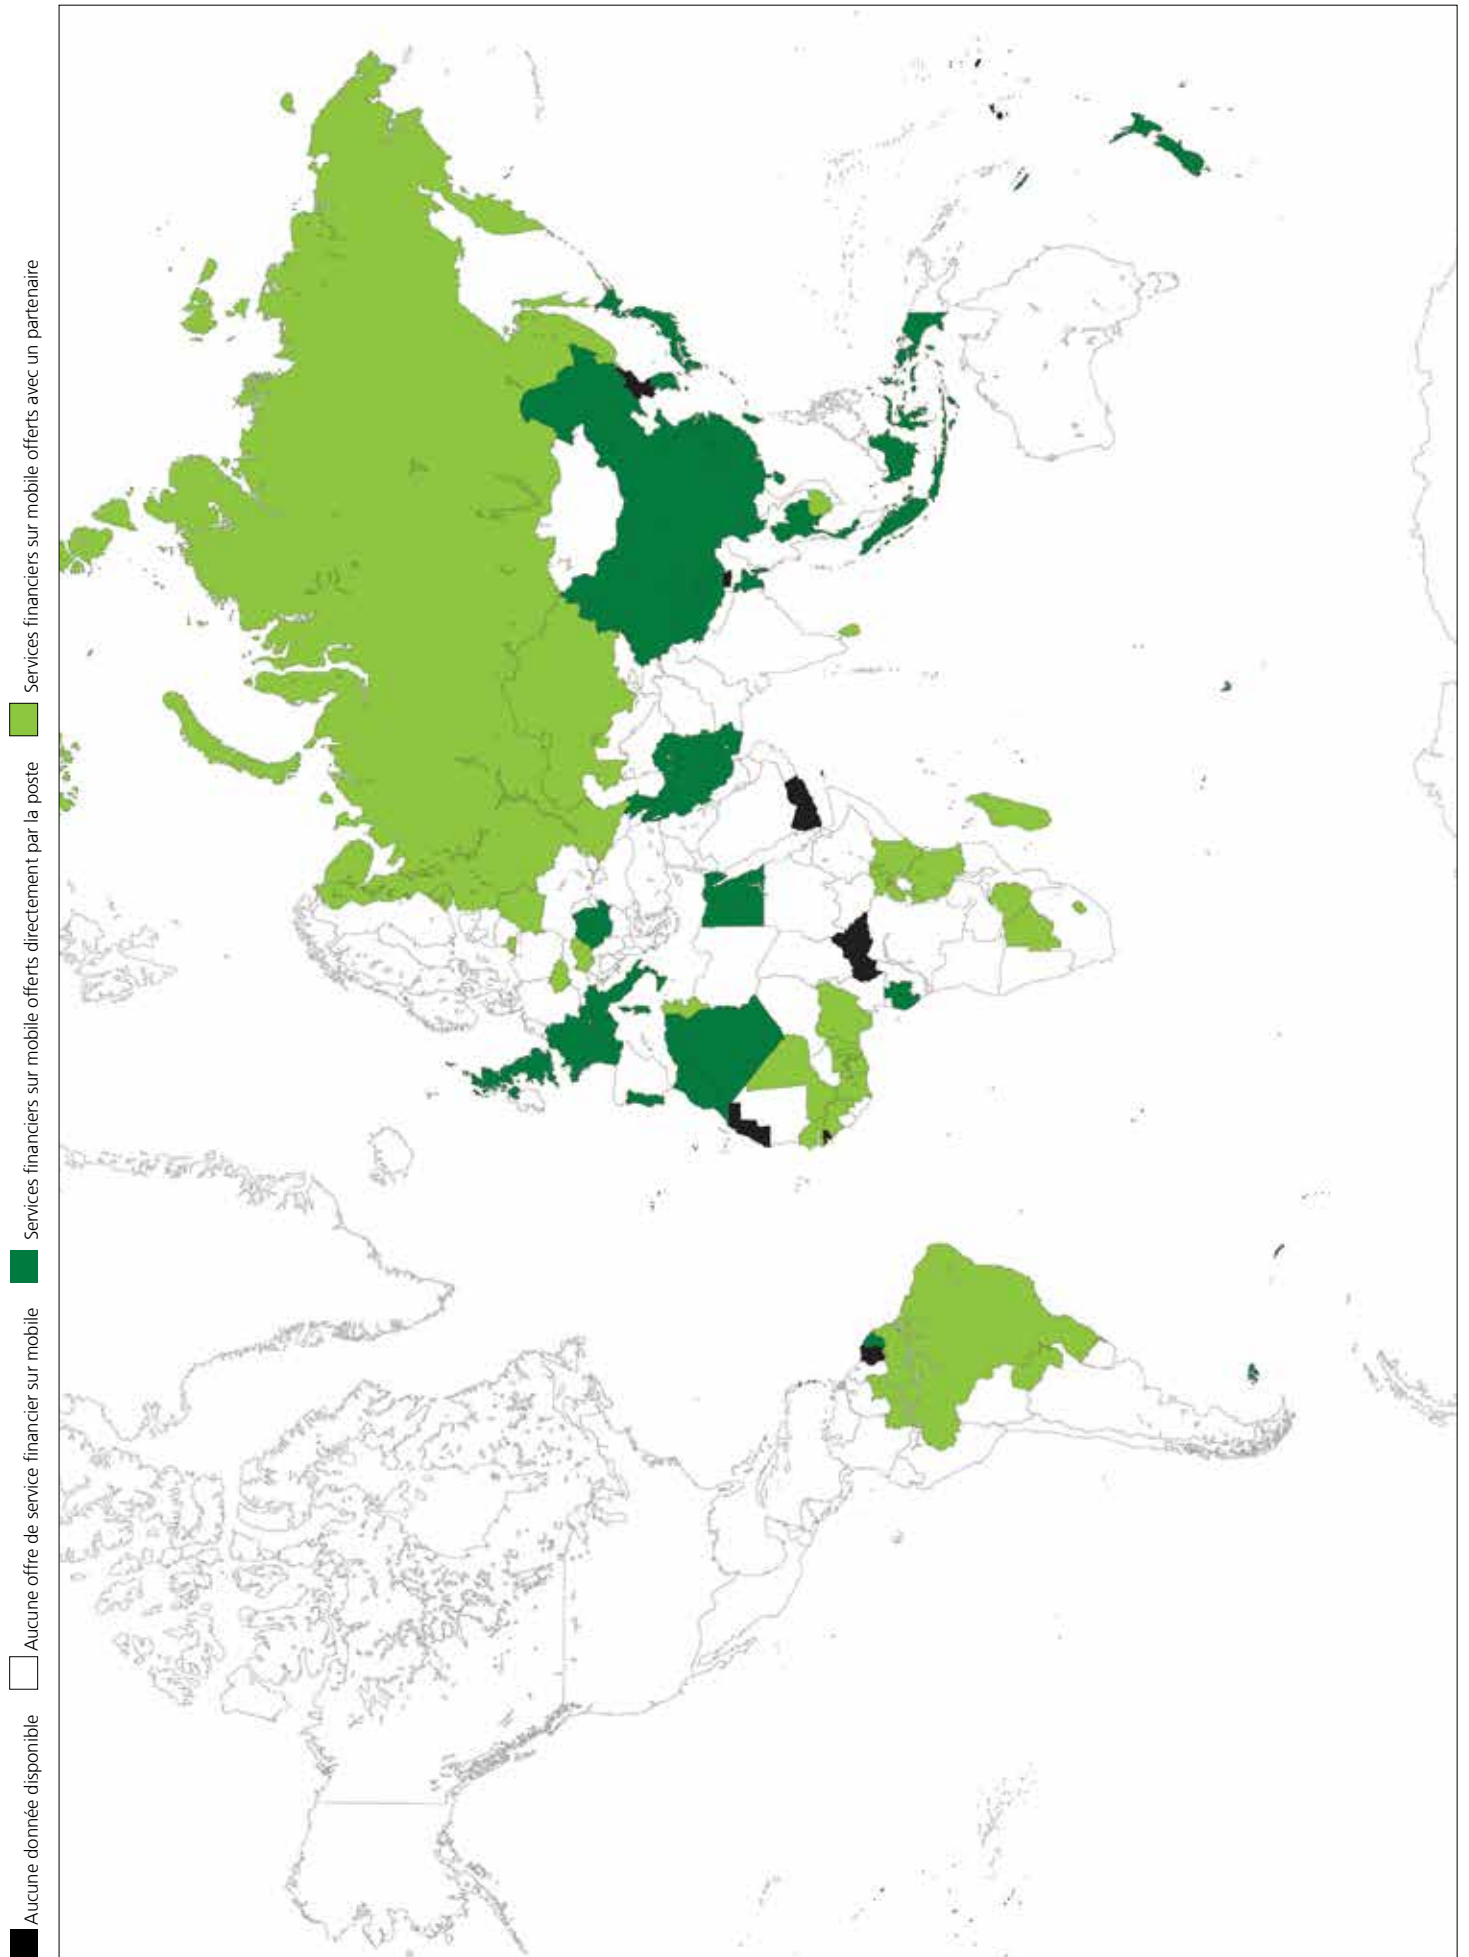 Aucune donnée disponible
Aucune offre de service financier sur mobile
Services financiers sur mobile offerts directement par la poste
Services financiers sur mobile offerts avec un partenaire